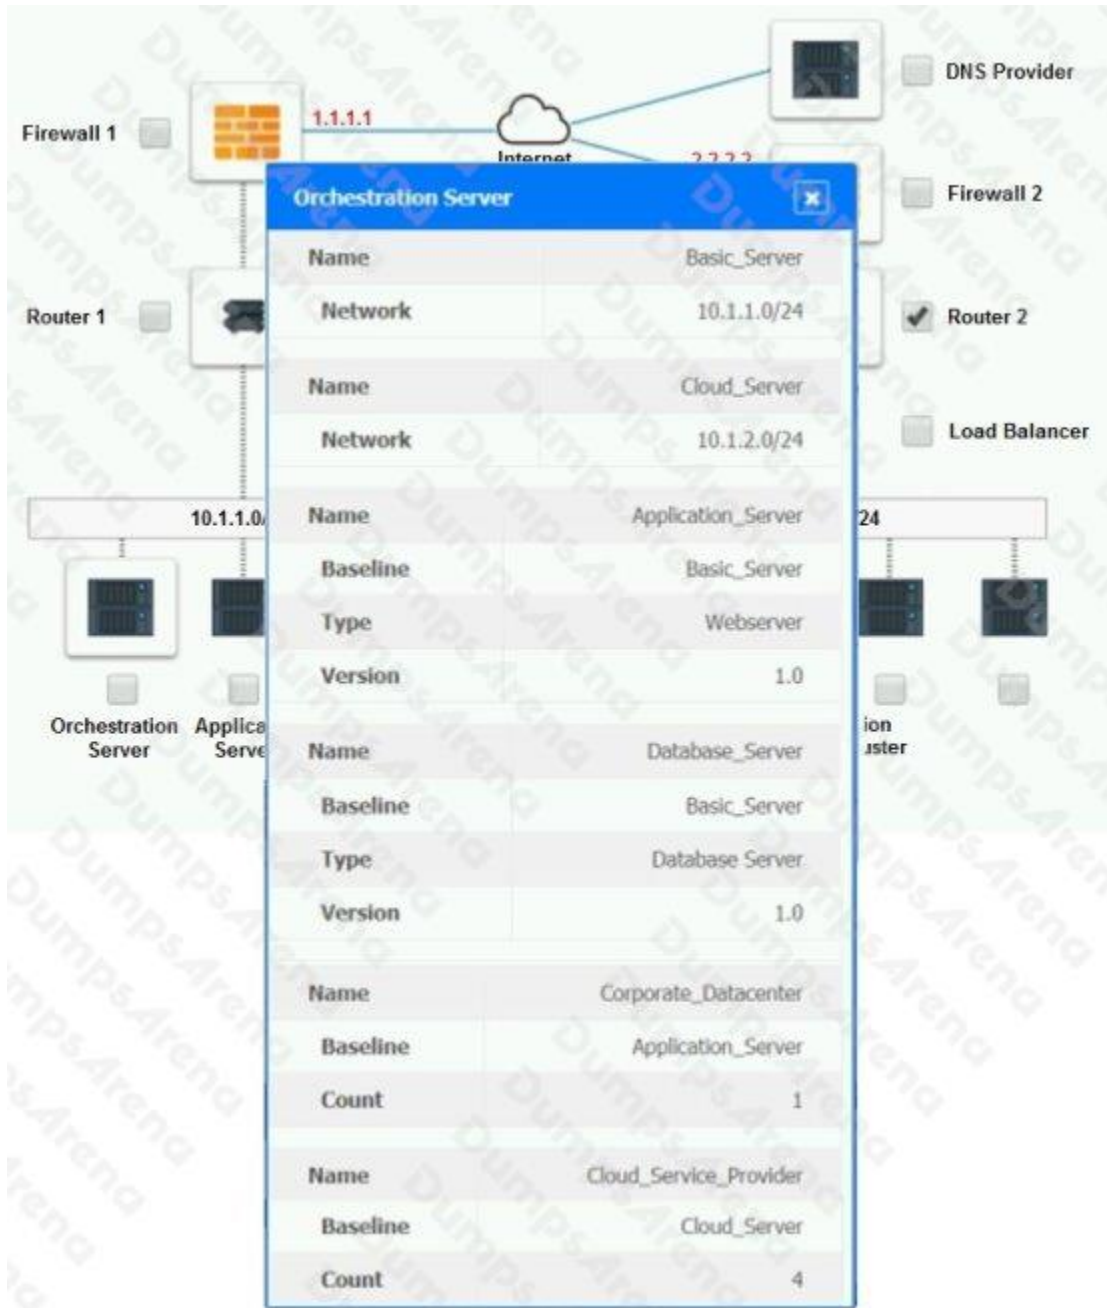 DNS Provider
1.1.1.1
Firewall 1
Internet
2.2.2.2
Firewall 2
Orchestration Server
Name Basic_Server
Network 10.1.1.0/24
Router 1
Router 2
Name Cloud_Server
Network 10.1.2.0/24
Load Balancer
10.1.1.0/
24
Name Application_Server
Baseline Basic_Server
Type Webserver
Version 1.0
Orchestration
Server
Applica
Serve
ion
uster
Name Database_Server
Baseline Basic_Server
Type Database Server
Version 1.0
Name Corporate_Datacenter
Baseline Application_Server
Count 1
Name Cloud_Service_Provider
Baseline Cloud_Server
Count 4
DumpsArena